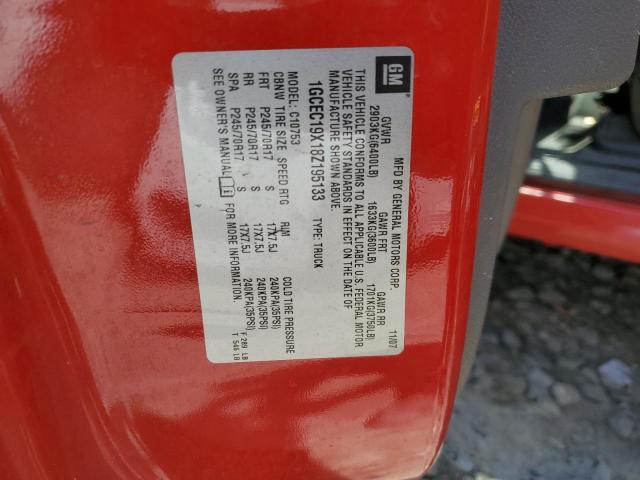 GM
MFD BY GENERAL MOTORS CORP. 11/07
GVWR GAWR FRT GAWR RR
2903KG(6400LB) 1633KG(3600LB) 1701KG(3750LB)
THIS VEHICLE CONFORMS TO ALL APPLICABLE U.S. FEDERAL MOTOR
VEHICLE SAFETY STANDARDS IN EFFECT ON THE DATE OF
MANUFACTURE SHOWN ABOVE.
1GCEC19X18Z195133 TYPE: TRUCK
MODEL: C10753
CBNW TIRE SIZE SPEED RTG RIM COLD TIRE PRESSURE
FRT P245/70R17 S 17X7.5J 240KPA(35PSI)
RR P245/70R17 S 17X7.5J 240KPA(35PSI)
SPA P245/70R17 S 17X7.5J 240KPA(35PSI)
SEE OWNER'S MANUAL i FOR MORE INFORMATION.
F 289 LB
T 546 LB